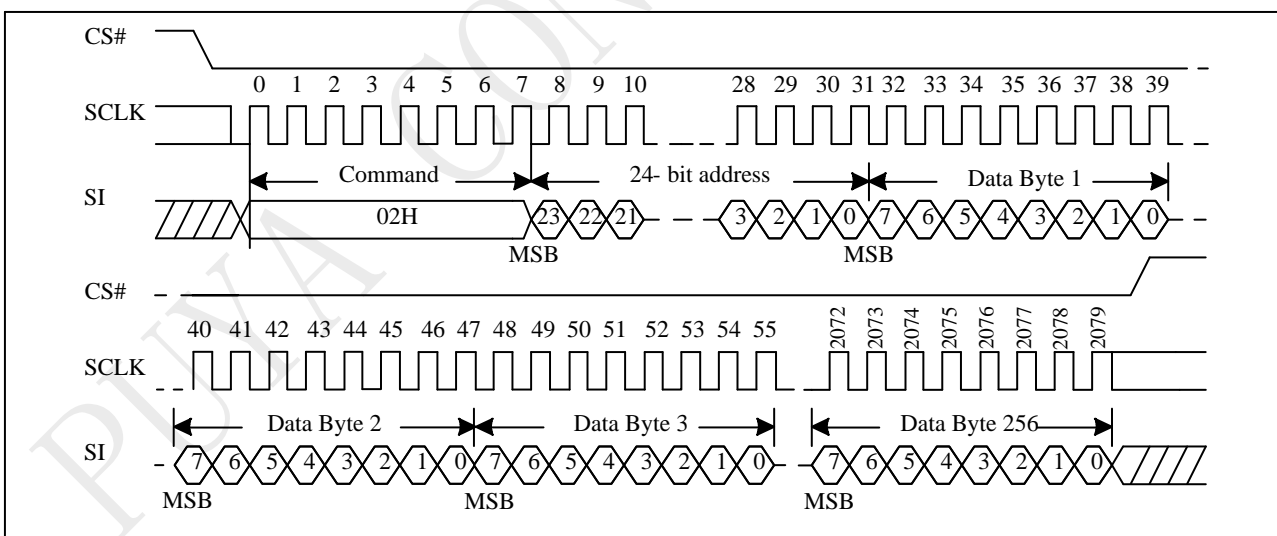 CS#
0 1 2 3 4 5 6 7 8 9 10 28 29 30 31 32 33 34 35 36 37 38 39
SCLK
Command 24- bit address Data Byte 1
SI
02H 23 22 21 3 2 1 0 7 6 5 4 3 2 1 0
MSB MSB
CS#
40 41 42 43 44 45 46 47 48 49 50 51 52 53 54 55 2072 2073 2074 2075 2076 2077 2078 2079
SCLK
Data Byte 2 Data Byte 3 Data Byte 256
SI
7 6 5 4 3 2 1 0 7 6 5 4 3 2 1 0 7 6 5 4 3 2 1 0
MSB MSB MSB
PUYA CON